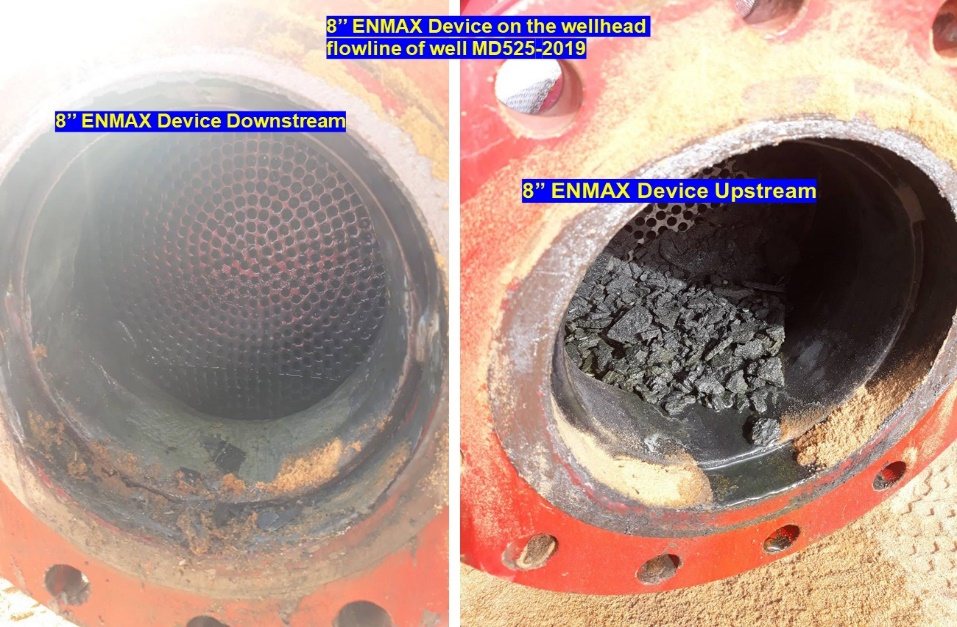 8’’ ENMAX Device on the wellhead
flowline of well MD525-2019
8’’ ENMAX Device Downstream
8’’ ENMAX Device Upstream